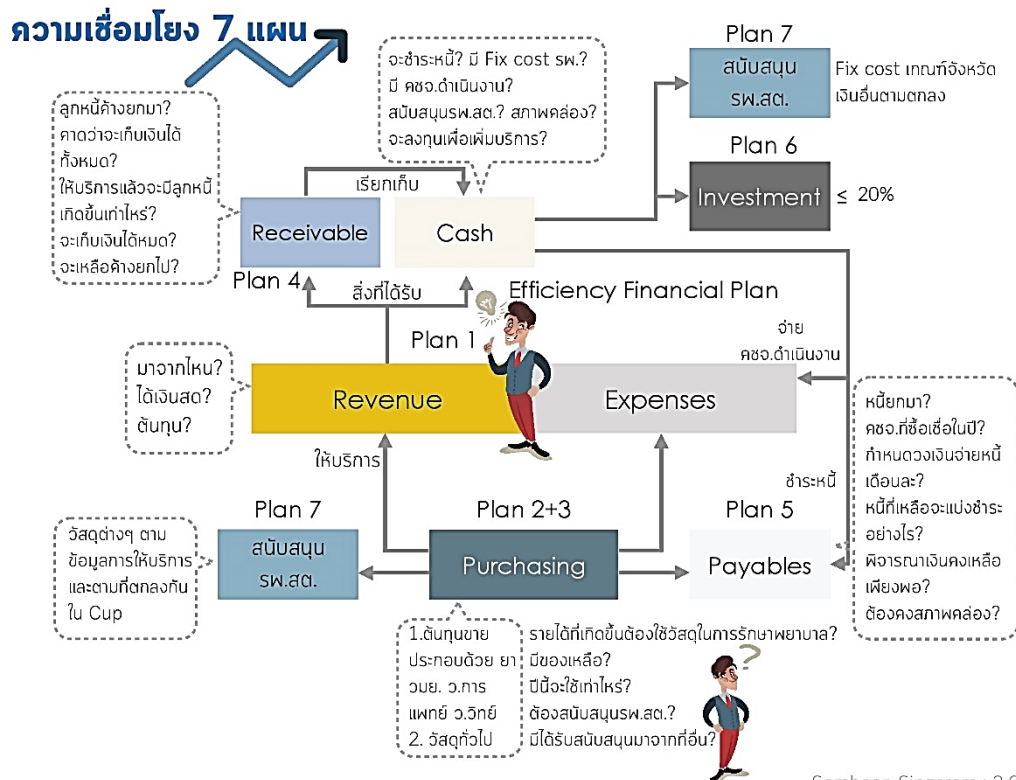 ความเชื่อมโยง 7 แผน
ลูกหนี้ค้างยกมา?
คาดว่าจะเก็บเงินได้
ทั้งหมด?
ให้บริการแล้วจะมีลูกหนี้
เกิดขึ้นเท่าไหร่?
จะเก็บเงินได้หมด?
จะเหลือค้างยกไป?
จะชำระหนี้? มี Fix cost รพ.?
มี คชจ.ดำเนินงาน?
สนับสนุนรพ.สต.? สภาพคล่อง?
จะลงทุนเพื่อเพิ่มบริการ?
Plan 7
สนับสนุน
รพ.สต.
Fix cost เกณฑ์จังหวัด
เงินอื่นตามตกลง
Plan 6
Investment
≤ 20%
เรียกเก็บ
Receivable
Cash
Plan 4
สิ่งที่ได้รับ
Efficiency Financial Plan
Plan 1
จ่าย
คชจ.ดำเนินงาน
มาจากไหน?
ได้เงินสด?
ต้นทุน?
Revenue
Expenses
ให้บริการ
ชำระหนี้
หนี้ยกมา?
คชจ.ที่ซื้อเชื่อในปี?
กำหนดวงเงินจ่ายหนี้
เดือนละ?
หนี้ที่เหลือจะแบ่งชำระ
อย่างไร?
พิจารณาเงินคงเหลือ
เพียงพอ?
ต้องคงสภาพคล่อง?
Plan 7
Plan 2+3
Plan 5
วัสดุต่างๆ ตาม
ข้อมูลการให้บริการ
และตามที่ตกลงกัน
ใน Cup
สนับสนุน
รพ.สต.
Purchasing
Payables
1.ต้นทุนขาย
ประกอบด้วย ยา
วมย. ว.การ
แพทย์ ว.วิทย์
2. วัสดุทั่วไป
รายได้ที่เกิดขึ้นต้องใช้วัสดุในการรักษาพยาบาล?
มีของเหลือ?
ปีนี้จะใช้เท่าไหร่?
ต้องสนับสนุนรพ.สต.?
มีได้รับสนับสนุนมาจากที่อื่น?